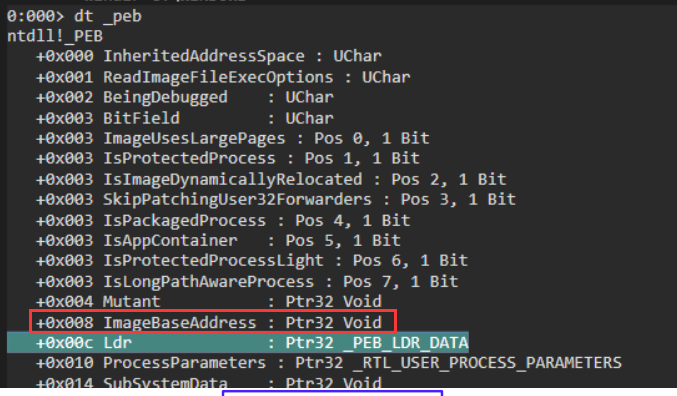 0:000> dt _peb
ntdll!_PEB
+0x000 InheritedAddressSpace : UChar
+0x001 ReadImageFileExecOptions : UChar
+0x002 BeingDebugged : UChar
+0x003 BitField : UChar
+0x003 ImageUsesLargePages : Pos 0, 1 Bit
+0x003 IsProtectedProcess : Pos 1, 1 Bit
+0x003 IsImageDynamicallyRelocated : Pos 2, 1 Bit
+0x003 SkipPatchingUser32Forwarders : Pos 3, 1 Bit
+0x003 IsPackagedProcess : Pos 4, 1 Bit
+0x003 IsAppContainer : Pos 5, 1 Bit
+0x003 IsProtectedProcessLight : Pos 6, 1 Bit
+0x003 IsLongPathAwareProcess : Pos 7, 1 Bit
+0x004 Mutant : Ptr32 Void
+0x008 ImageBaseAddress : Ptr32 Void
+0x00c Ldr : Ptr32 _PEB_LDR_DATA
+0x010 ProcessParameters : Ptr32 _RTL_USER_PROCESS_PARAMETERS
+0x014 SubSystemData : Ptr32 Void